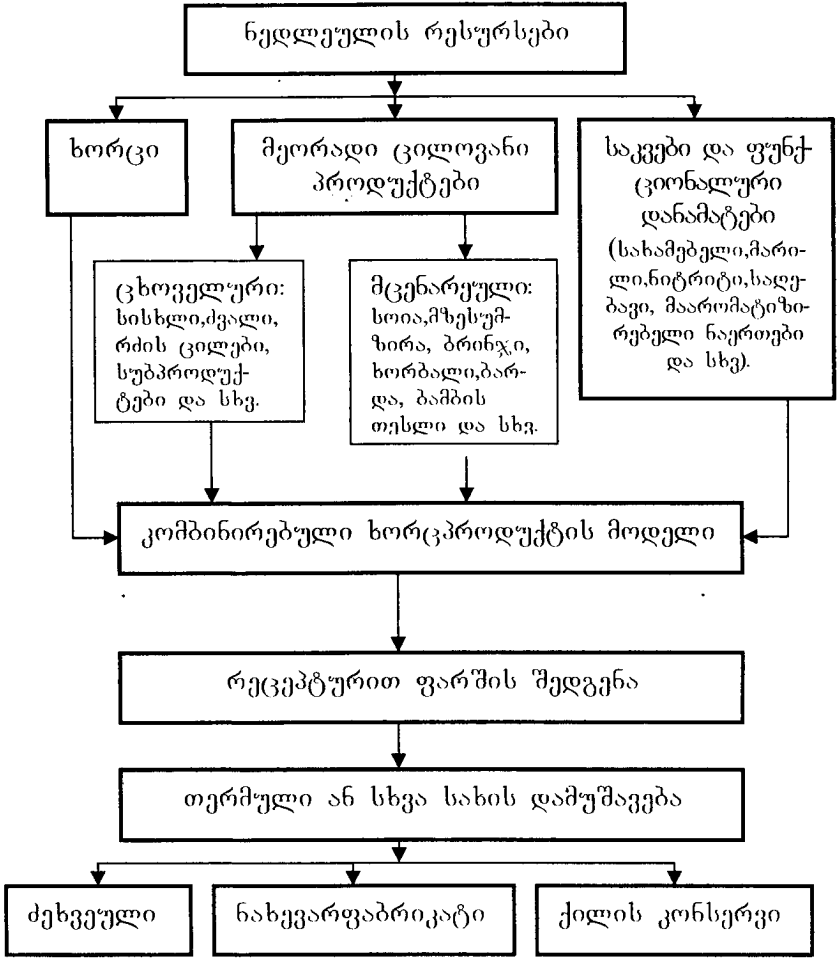 ნედლეულის რესურსები
ხორცი
მეორადი ცილოვანი
პროდუქტები
საკვები და ფუნქ-
ციონალური
დანამატები
(სახამებელი,მარი-
ლი,ნიტრიტი,საღე-
ბავი, მაარომატიზი-
რებელი ნაერთები
და სხვ).
ცხოველური:
სისხლი,ძვალი,
რძის ცილები,
სუბპროდუქ-
ტები და სხვ.
მცენარეული:
სოია,მზესუმ-
ზირა, ბრინჯი,
ხორბალი,ბარ-
და, ბამბის
თესლი და სხვ.
კომბინირებული ხორცპროდუქტის მოდელი
რეცეპტურით ფარშის შედგენა
თერმული ან სხვა სახის დამუშავება
ძეხვეული
ნახევარფაბრიკატი
ქილის კონსერვი